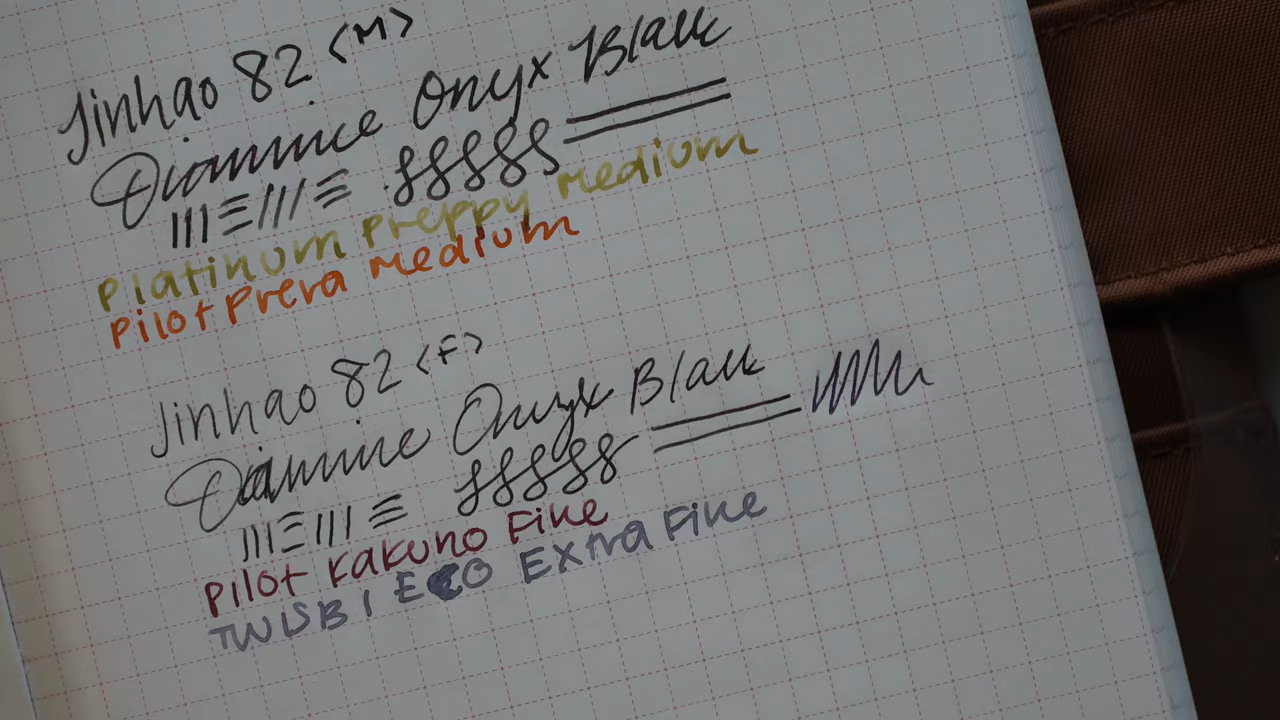 Jinhao 82 <M>
Diamine Onyx Black
Platinum Preppy Medium
Pilot Prera Medium
Jinhao 82 <F>
Diamine Onyx Black
Pilot Kakuno Fine
TWSBI ECO Extra Fine